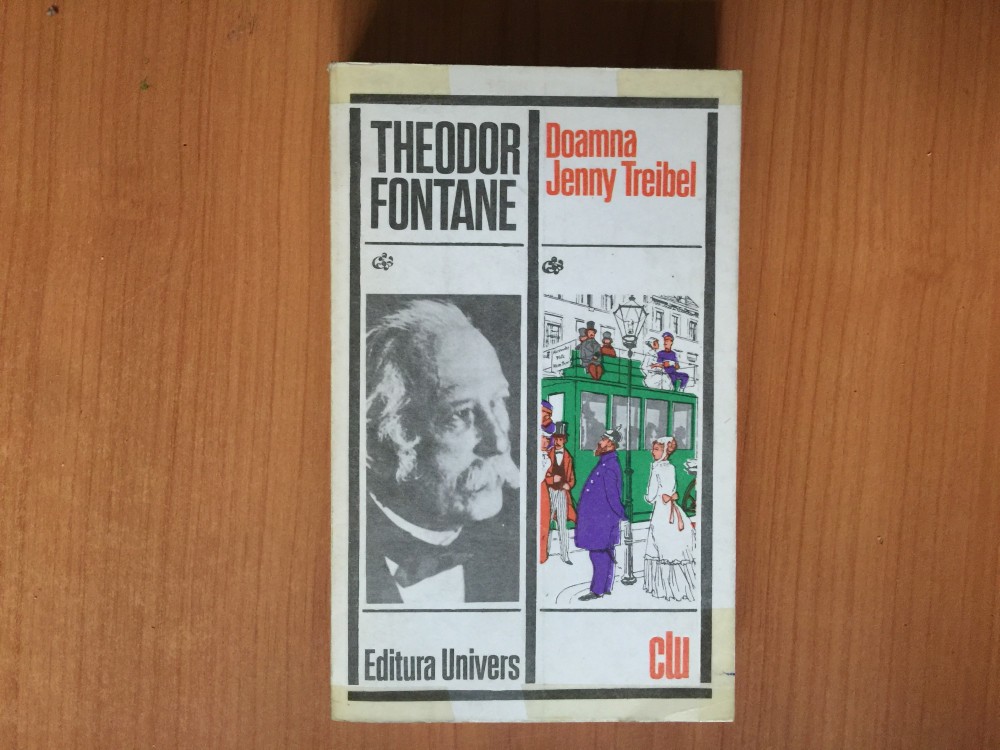 THEODOR
FONTANE
Doamna
Jenny Treibel
Editura Univers
clu